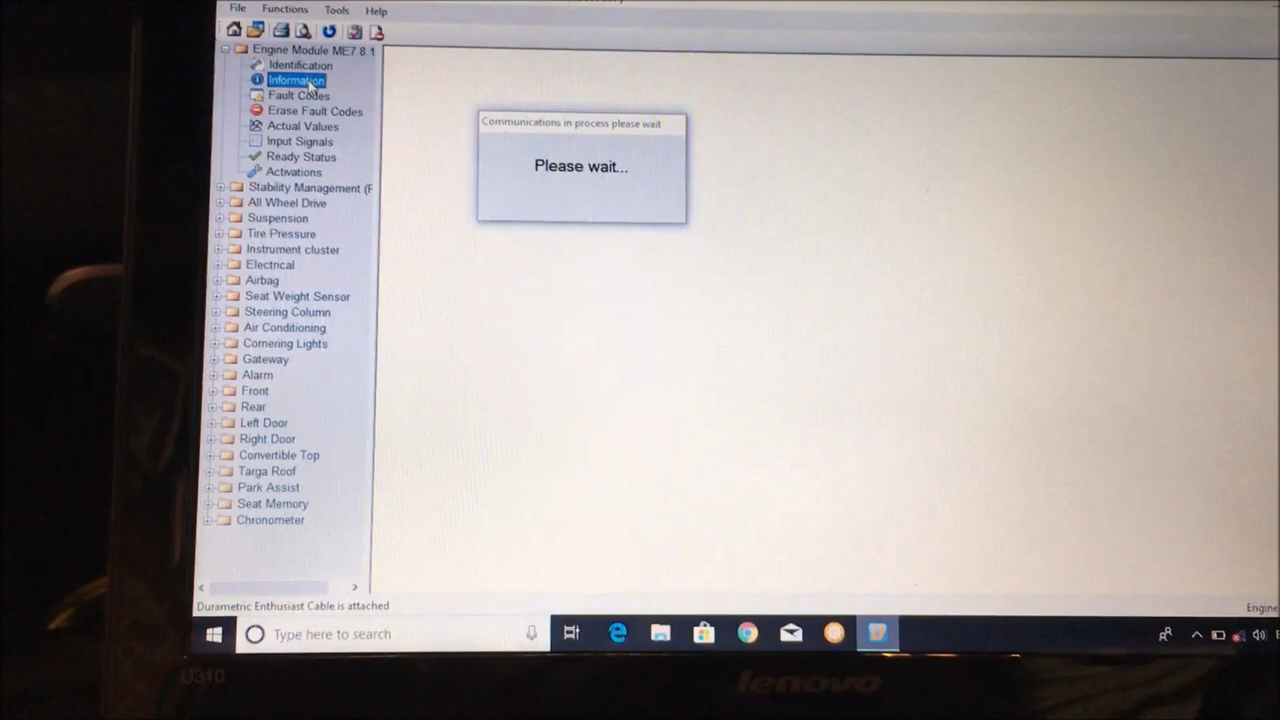 File Functions Tools Help
Engine Module ME7.8 1
Identification
Information
Fault Codes
Erase Fault Codes
Actual Values
Input Signals
Ready Status
Activations
Stability Management (F
All Wheel Drive
Suspension
Tire Pressure
Instrument cluster
Electrical
Airbag
Seat Weight Sensor
Steering Column
Air Conditioning
Cornering Lights
Gateway
Alarm
Front
Rear
Left Door
Right Door
Convertible Top
Targa Roof
Park Assist
Seat Memory
Chronometer
Communications in process please wait
Please wait...
Durametric Enthusiast Cable is attached
Engine
Type here to search
U310
lenovo